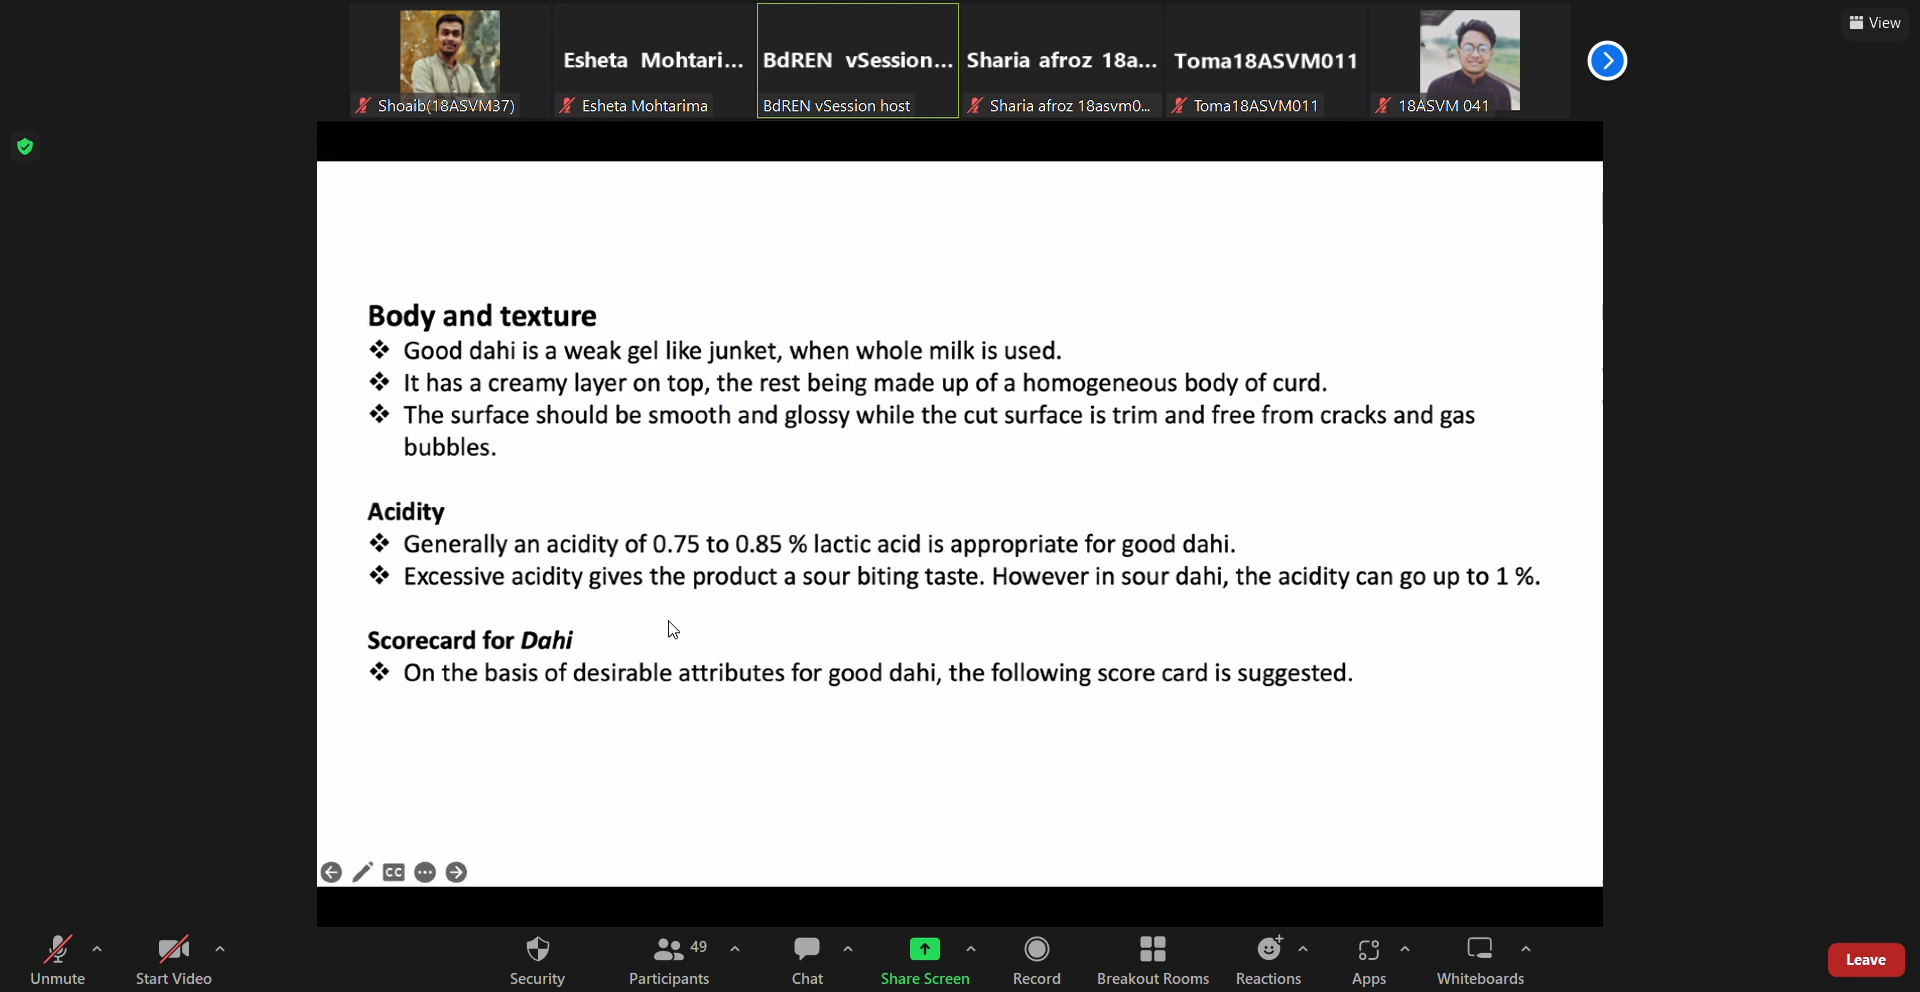 View
Esheta Mohtari...
BdREN vSession...
Sharia afroz 18a...
Toma18ASVM011
Shoaib(18ASVM37)
Esheta Mohtarima
BdREN vSession host
Sharia afroz 18asvm0...
Toma18ASVM011
18ASVM 041
Body and texture
❖ Good dahi is a weak gel like junket, when whole milk is used.
❖ It has a creamy layer on top, the rest being made up of a homogeneous body of curd.
❖ The surface should be smooth and glossy while the cut surface is trim and free from cracks and gas
bubbles.
Acidity
❖ Generally an acidity of 0.75 to 0.85 % lactic acid is appropriate for good dahi.
❖ Excessive acidity gives the product a sour biting taste. However in sour dahi, the acidity can go up to 1 %.
Scorecard for Dahi
❖ On the basis of desirable attributes for good dahi, the following score card is suggested.
CC
49
Unmute
Start Video
Security
Participants
Chat
Share Screen
Record
Breakout Rooms
Reactions
Apps
Whiteboards
Leave